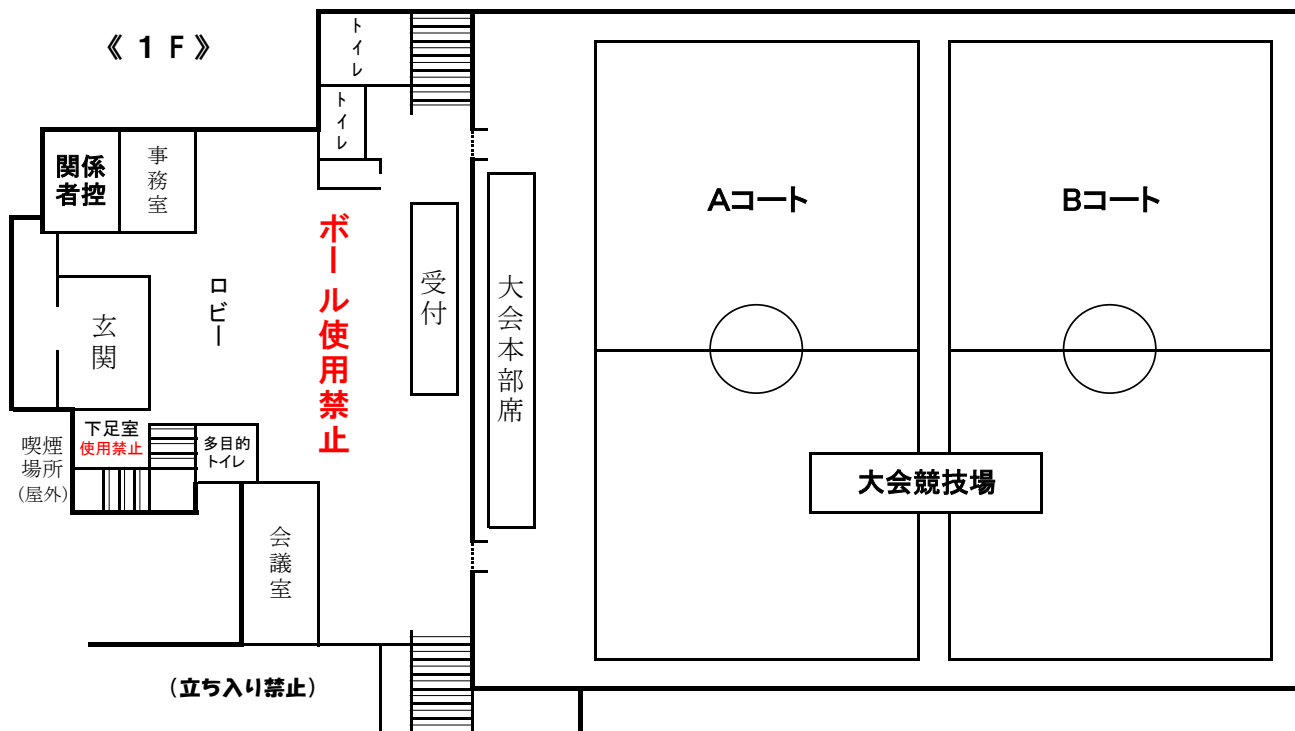 《 1 F 》
トイレ
トイレ
関係
者控
事務室
ボール使用禁止
Aコート
Bコート
ロビー
受付
大会本部席
玄関
下足室
使用禁止
多目的
トイレ
喫煙
場所
(屋外)
大会競技場
会議室
(立ち入り禁止)